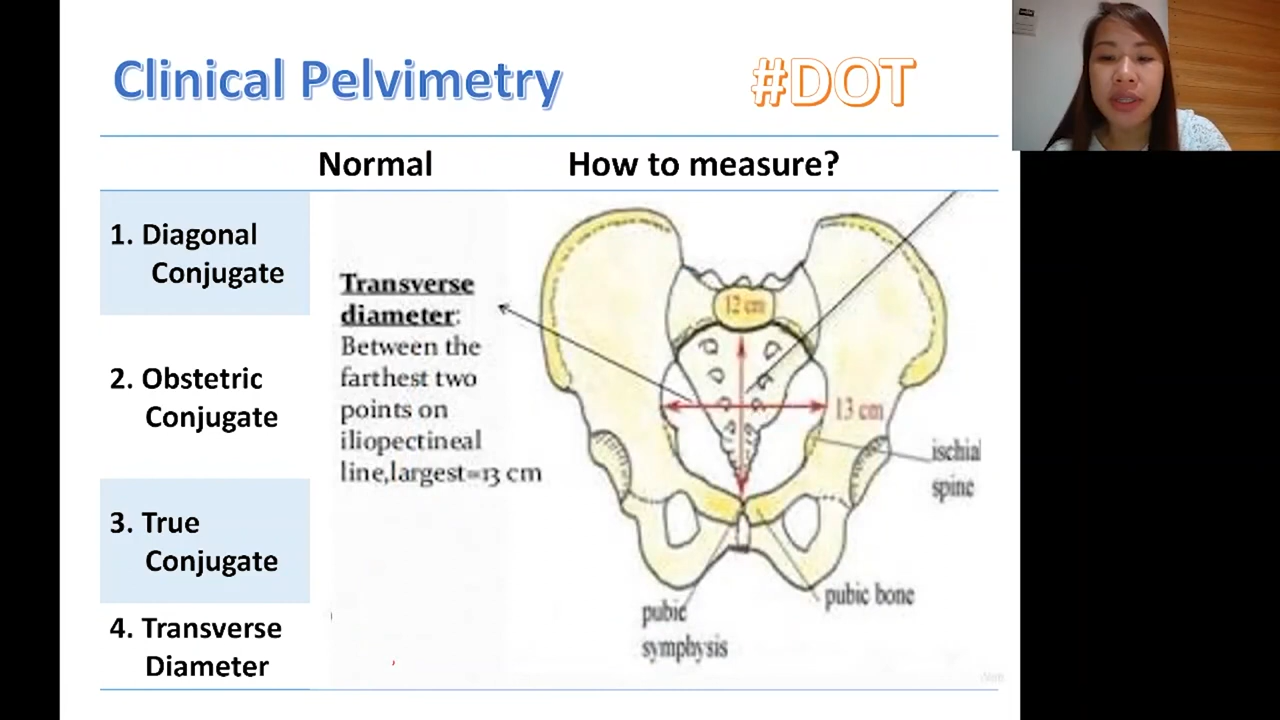 Clinical Pelvimetry
#DOT
Normal
How to measure?
1. Diagonal
Conjugate
2. Obstetric
Conjugate
3. True
Conjugate
4. Transverse
Diameter
Transverse
diameter:
Between the
farthest two
points on
iliopectineal
line,largest=13 cm
12 cm
13 cm
ischial
spine
pubic bone
pubic
symphysis